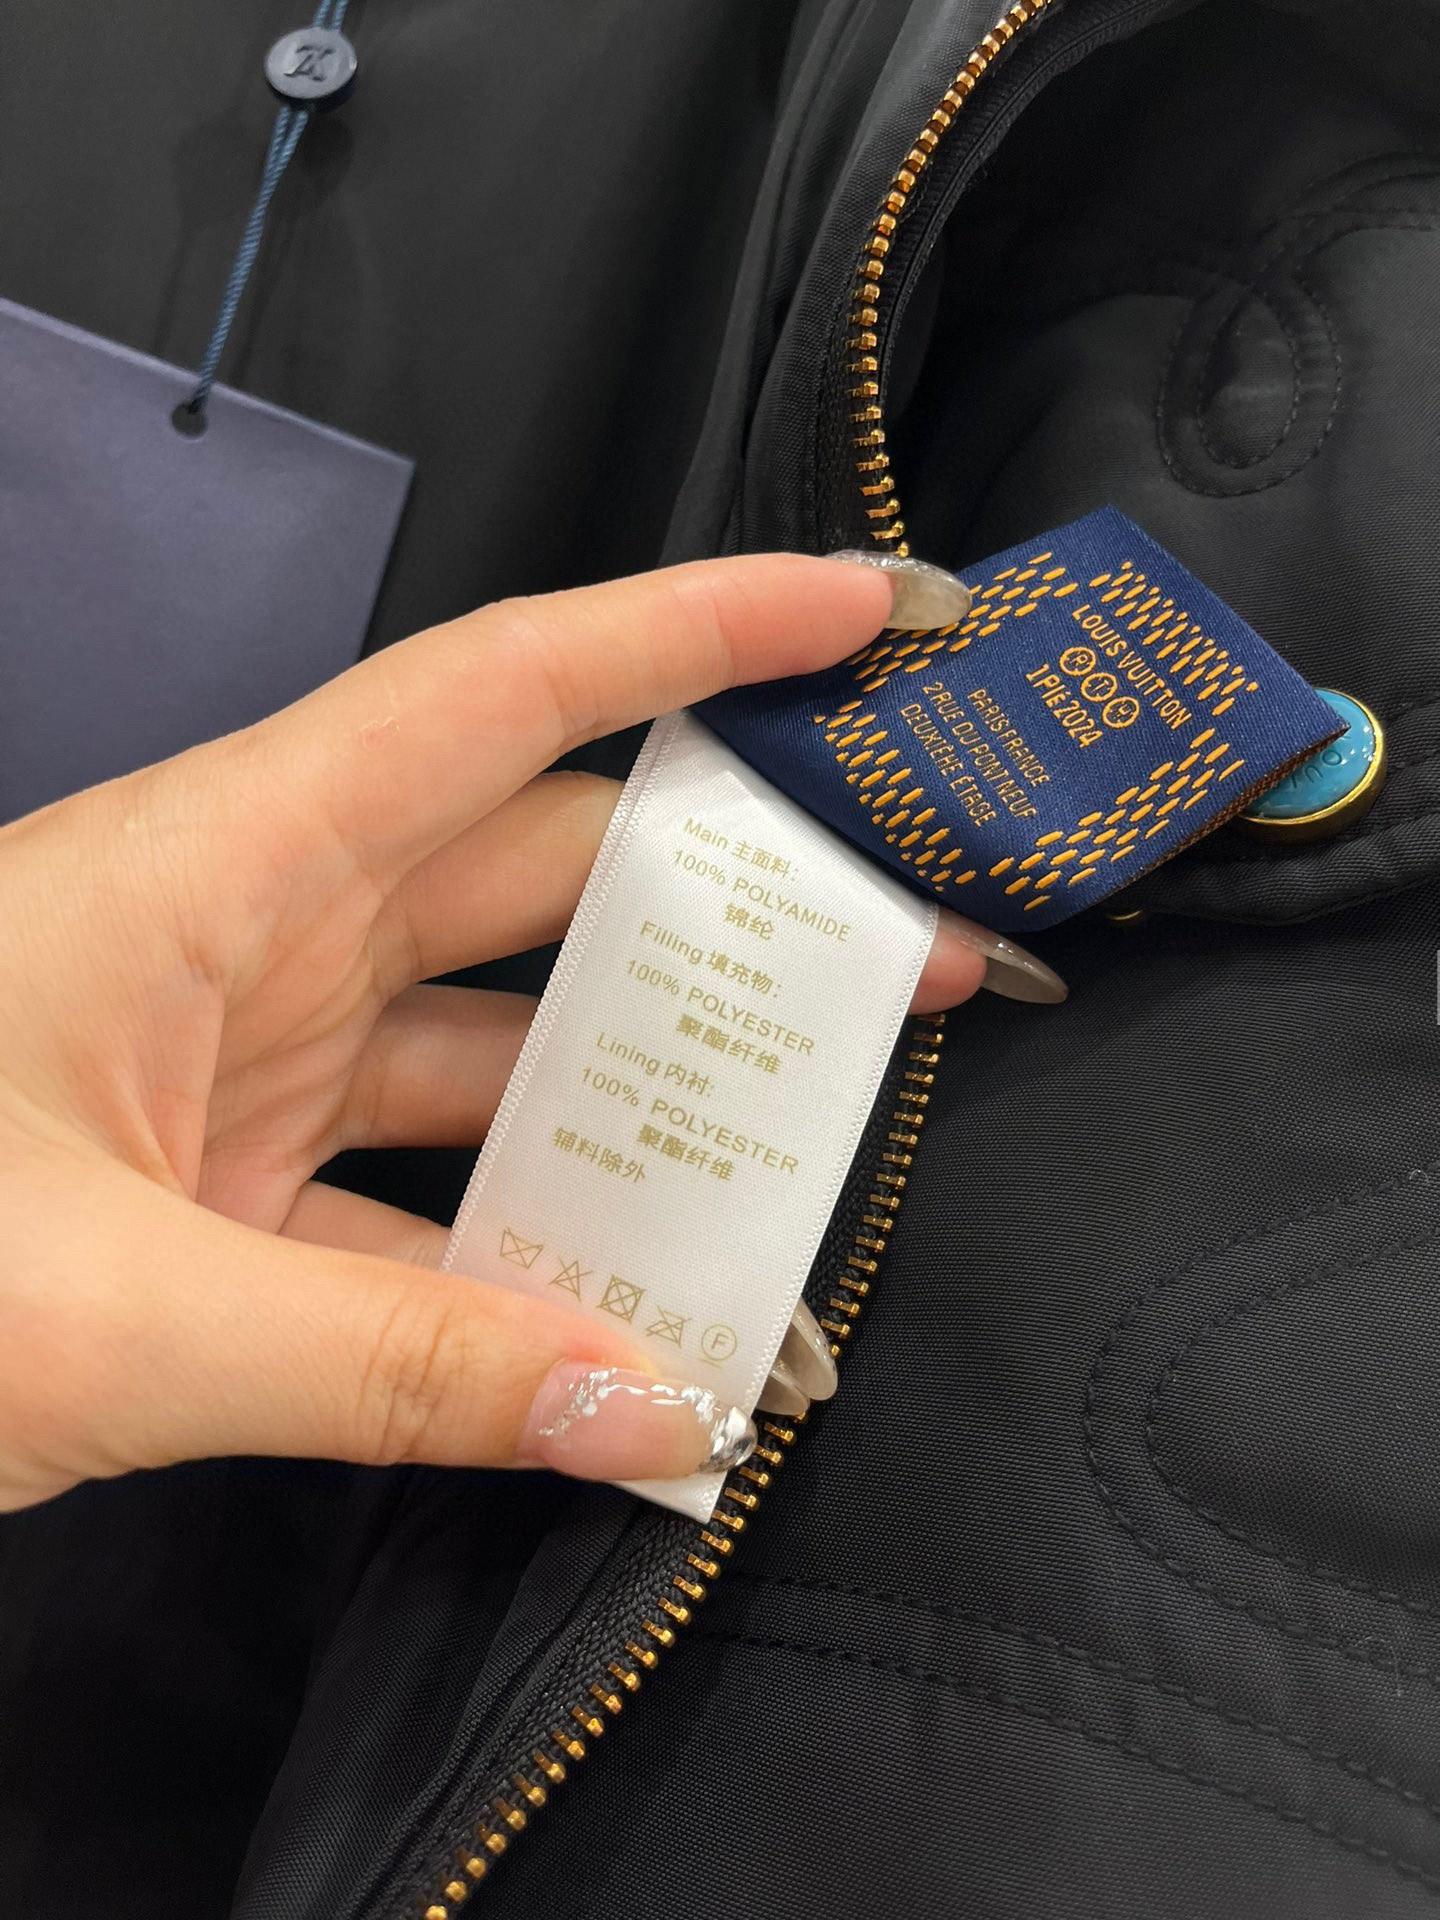 LV
LOUIS VUITTON
RTW
1PIE2024
PARIS FRANCE
2 RUE DU PONT NEUF
DEUXIÈME ÉTAGE
Main 主面料:
100% POLYAMIDE
锦纶
Filling 填充物:
100% POLYESTER
聚酯纤维
Lining 内衬:
100% POLYESTER
聚酯纤维
辅料除外
F